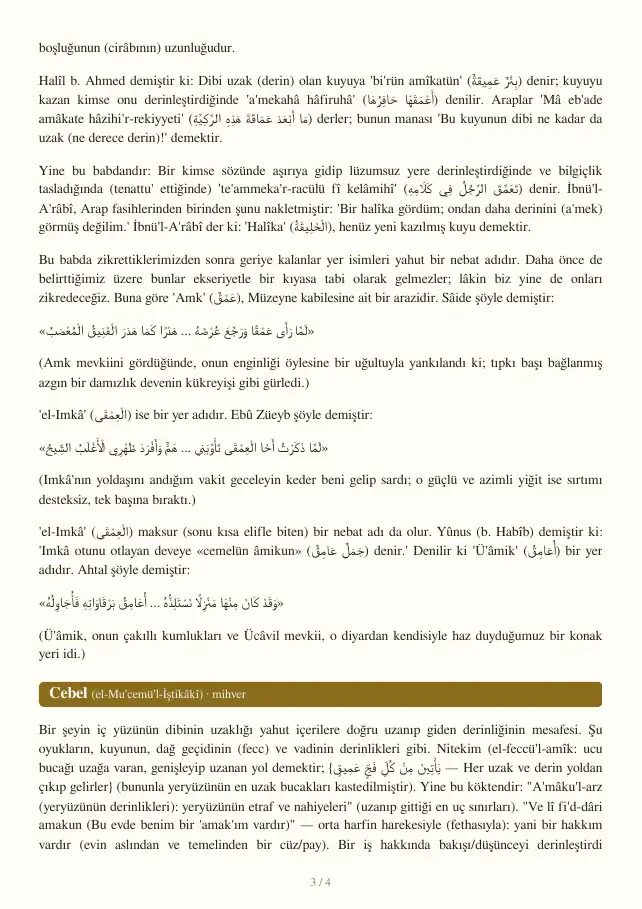 boşluğunun (cirâbının) uzunluğudur.
Halîl b. Ahmed demiştir ki: Dibi uzak (derin) olan kuyuya 'bi'rün amîkatün' (بِئْرٌ عَمِيقَةٌ) denir; kuyuyu
kazan kimse onu derinleştirdiğinde 'a'mekahâ hâfiruhâ' (أَعْمَقَهَا حَافِرُهَا) denilir. Araplar 'Mâ eb'ade
amâkate hâzihi'r-rekiyyeti' (مَا أَبْعَدَ عَمَاقَةَ هَذِهِ الرَّكِيَّةِ) derler; bunun manası 'Bu kuyunun dibi ne kadar da
uzak (ne derece derin)!' demektir.
Yine bu babdandır: Bir kimse sözünde aşırıya gidip lüzumsuz yere derinleştirdiğinde ve bilgiçlik
tasladığında (tenattu' ettiğinde) 'te'ammeka'r-racülü fî kelâmihî' (تَعَمَّقَ الرَّجُلُ فِي كَلَامِهِ) denir. İbnü'l-
A'râbî, Arap fasihlerinden birinden şunu nakletmiştir: 'Bir halîka gördüm; ondan daha derinini (a'mek)
görmüş değilim.' İbnü'l-A'râbî der ki: 'Halîka' (الْخَلِيقَةُ), henüz yeni kazılmış kuyu demektir.
Bu babda zikrettiklerimizden sonra geriye kalanlar yer isimleri yahut bir nebat adıdır. Daha önce de
belirttiğimiz üzere bunlar ekseriyetle bir kıyasa tabi olarak gelmezler; lâkin biz yine de onları
zikredeceğiz. Buna göre 'Amk' (عَمْقٌ), Müzeyne kabilesine ait bir arazidir. Sâide şöyle demiştir:
«لَمَّا رَأَى عَمْقًا وَرَجَّعَ عُرْضُهُ ... هَدْرًا كَمَا هَدَرَ الْفَنِيقُ الْمُعْصَبُ»
(Amk mevkiini gördüğünde, onun enginliği öylesine bir uğultuyla yankılandı ki; tıpkı başı bağlanmış
azgın bir damızlık devenin kükreyişi gibi gürledi.)
'el-Imkâ' (الْعِمْقَى) ise bir yer adıdır. Ebû Züeyb şöyle demiştir:
«لَمَّا ذَكَرْتُ أَخَا الْعِمْقَى تَأَوَّبَنِي ... هَمٌّ وَأَفْرَدَ ظَهْرِي الْأَغْلَبُ الشِّيحُ»
(Imkâ'nın yoldaşını andığım vakit geceleyin keder beni gelip sardı; o güçlü ve azimli yiğit ise sırtımı
desteksiz, tek başına bıraktı.)
'el-Imkâ' (الْعِمْقَى) maksur (sonu kısa elifle biten) bir nebat adı da olur. Yûnus (b. Habîb) demiştir ki:
'Imkâ otunu otlayan deveye «cemelün âmikun» (جَمَلٌ عَامِقٌ) denir.' Denilir ki 'Ü'âmik' (أُعَامِقُ) bir yer
adıdır. Ahtal şöyle demiştir:
«وَقَدْ كَانَ مِنْهَا مَنْزِلًا نَسْتَلِذُّهُ ... أُعَامِقُ بَرْقَاوَاتِهِ فَأُجَاوِلُهُ»
(Ü'âmik, onun çakıllı kumlukları ve Ücâvil mevkii, o diyardan kendisiyle haz duyduğumuz bir konak
yeri idi.)
Cebel (el-Mu'cemü'l-İştikâkî) · mihver
Bir şeyin iç yüzünün dibinin uzaklığı yahut içerilere doğru uzanıp giden derinliğinin mesafesi. Şu
oyukların, kuyunun, dağ geçidinin (fecc) ve vadinin derinlikleri gibi. Nitekim (el-feccü'l-amîk: ucu
bucağı uzağa varan, genişleyip uzanan yol demektir; {يَأْتِينَ مِنْ كُلِّ فَجٍّ عَمِيقٍ — Her uzak ve derin yoldan
çıkıp gelirler} (bununla yeryüzünün en uzak bucakları kastedilmiştir). Yine bu köktendir: "A'mâku'l-arz
(yeryüzünün derinlikleri): yeryüzünün etraf ve nahiyeleri" (uzanıp gittiği en uç sınırları). "Ve lî fi'd-dâri
amakun (Bu evde benim bir 'amak'ım vardır)" — orta harfin harekesiyle (fethasıyla): yani bir hakkım
vardır (evin aslından ve temelinden bir cüz/pay). Bir iş hakkında bakışı/düşünceyi derinleştirdi
3 / 4